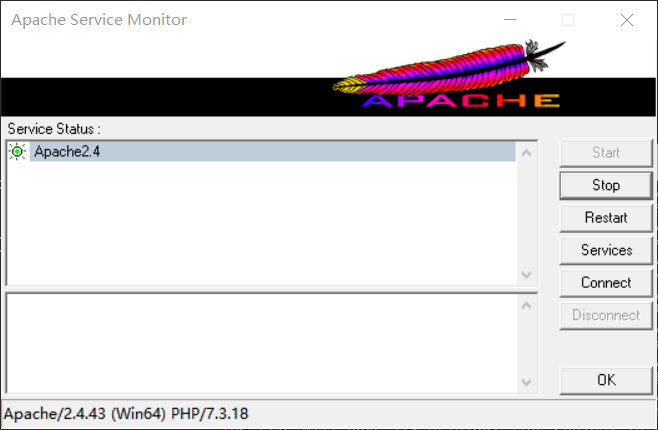 Apache Service Monitor
APACHE
Service Status :
Apache2.4
Start
Stop
Restart
Services
Connect
Disconnect
OK
Apache/2.4.43 (Win64) PHP/7.3.18